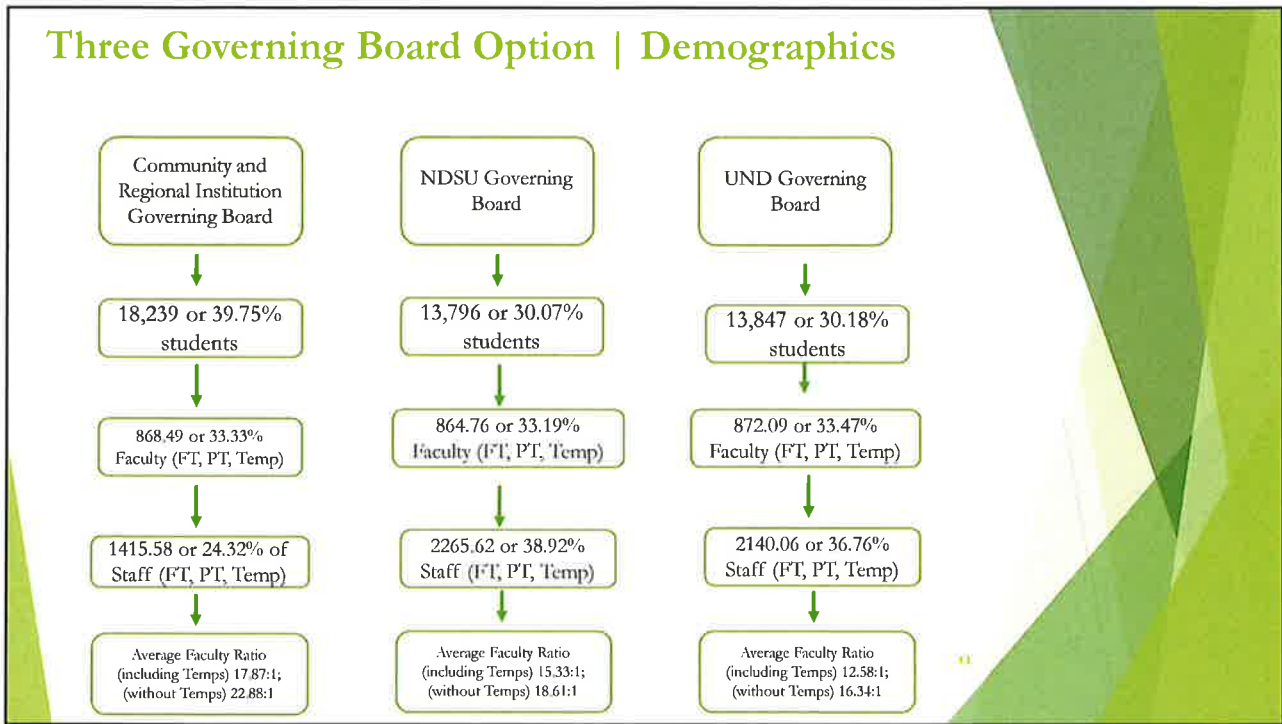 Three Governing Board Option | Demographics
Community and
Regional Institution
Governing Board
18,239 or 39.75%
students
868.49 or 33.33%
Faculty (FT, PT, Temp)
1415.58 or 24.32% of
Staff (FT, PT, Temp)
Average Faculty Ratio
(including Temps) 17.87:1;
(without Temps) 22.88:1
NDSU Governing
Board
13,796 or 30.07%
students
864.76 or 33.19%
Faculty (FT, PT, Temp)
2265.62 or 38.92%
Staff (FT, PT, Temp)
Average Faculty Ratio
(including Temps) 15.33:1;
(without Temps) 18.61:1
UND Governing
Board
13,847 or 30.18%
students
872.09 or 33.47%
Faculty (FT, PT, Temp)
2140.06 or 36.76%
Staff (FT, PT, Temp)
Average Faculty Ratio
(including Temps) 12.58:1;
(without Temps) 16.34:1